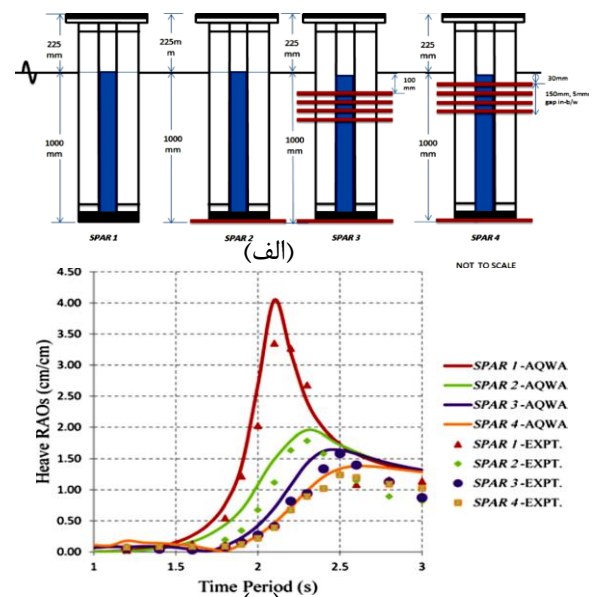 225
mm
225m
m
225
mm
225
mm
30mm
100
mm
150mm, 5mm
gap in-b/w
1000
mm
1000
mm
1000
mm
1000
mm
SPAR 1
SPAR 2
SPAR 3
SPAR 4
(الف)
NOT TO SCALE
4.50
4.00
3.50
3.00
2.50
2.00
1.50
1.00
0.50
0.00
Heave RAOs (cm/cm)
1
1.5
2
2.5
3
Time Period (s)
SPAR 1-AQWA
SPAR 2-AQWA
SPAR 3-AQWA
SPAR 4-AQWA
SPAR 1-EXPT.
SPAR 2-EXPT.
SPAR 3-EXPT.
SPAR 4-EXPT.